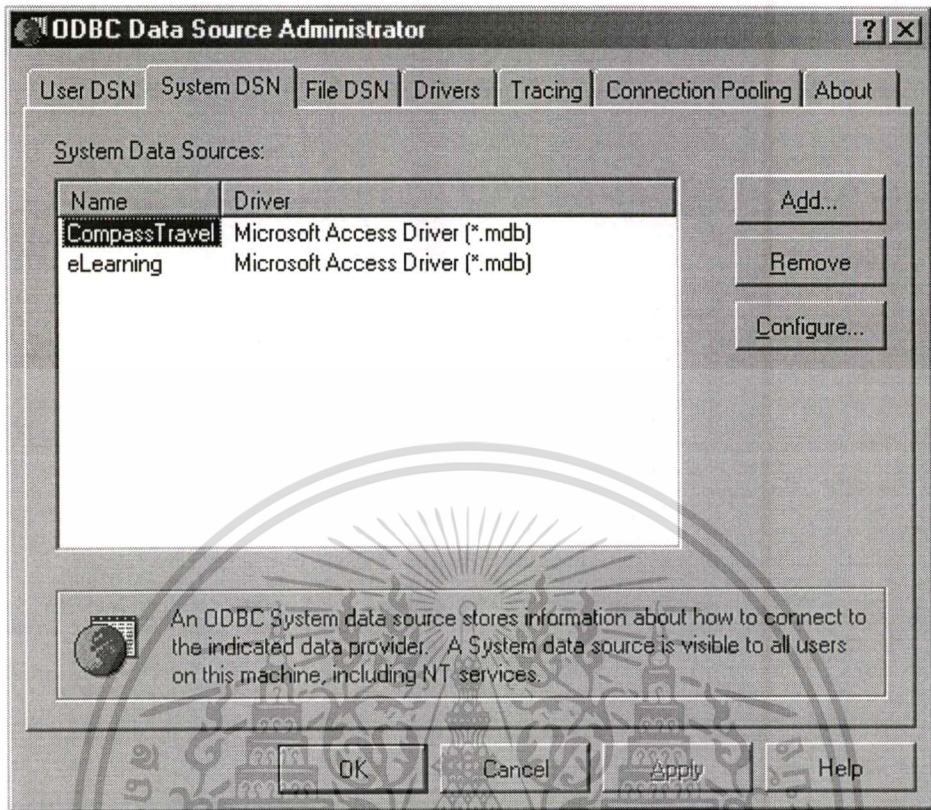 ODBC Data Source Administrator
User DSN System DSN File DSN Drivers Tracing Connection Pooling About
System Data Sources:
Name Driver
CompassTravel Microsoft Access Driver (*.mdb)
eLearning Microsoft Access Driver (*.mdb)
Add...
Remove
Configure...
An ODBC System data source stores information about how to connect to
the indicated data provider. A System data source is visible to all users
on this machine, including NT services.
OK Cancel Apply Help